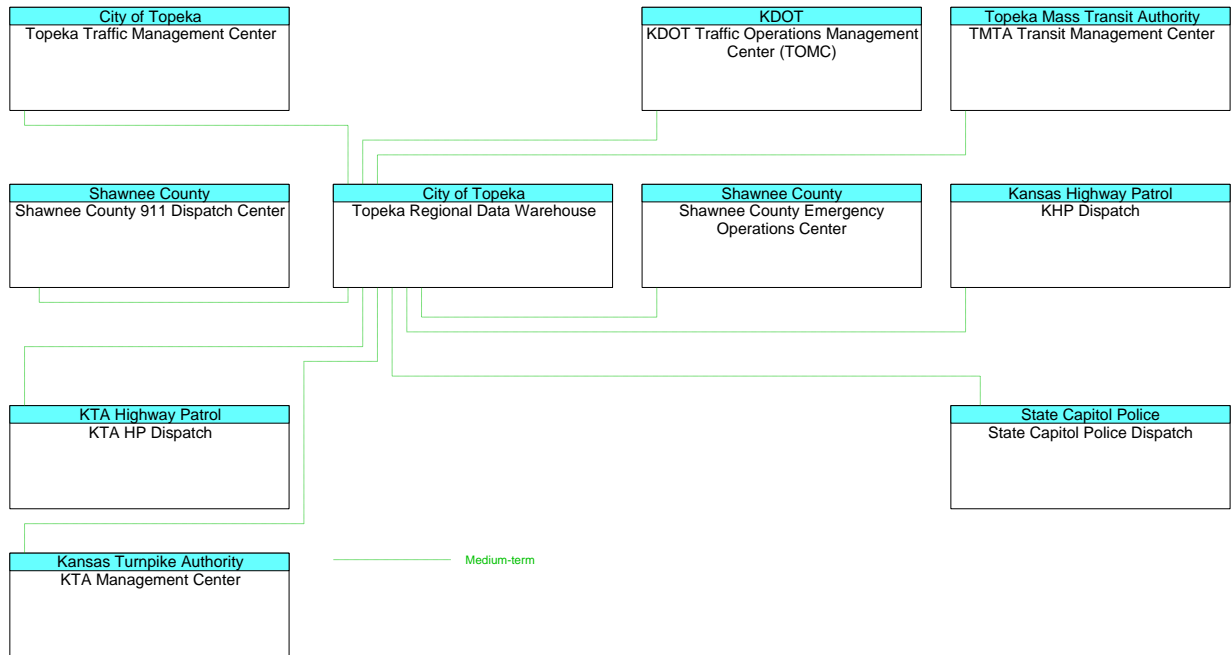 City of Topeka
Topeka Traffic Management Center
KDOT
KDOT Traffic Operations Management
Center (TOMC)
Topeka Mass Transit Authority
TMTA Transit Management Center
Shawnee County
Shawnee County 911 Dispatch Center
City of Topeka
Topeka Regional Data Warehouse
Shawnee County
Shawnee County Emergency
Operations Center
Kansas Highway Patrol
KHP Dispatch
KTA Highway Patrol
KTA HP Dispatch
State Capitol Police
State Capitol Police Dispatch
Kansas Turnpike Authority
KTA Management Center
Medium-term